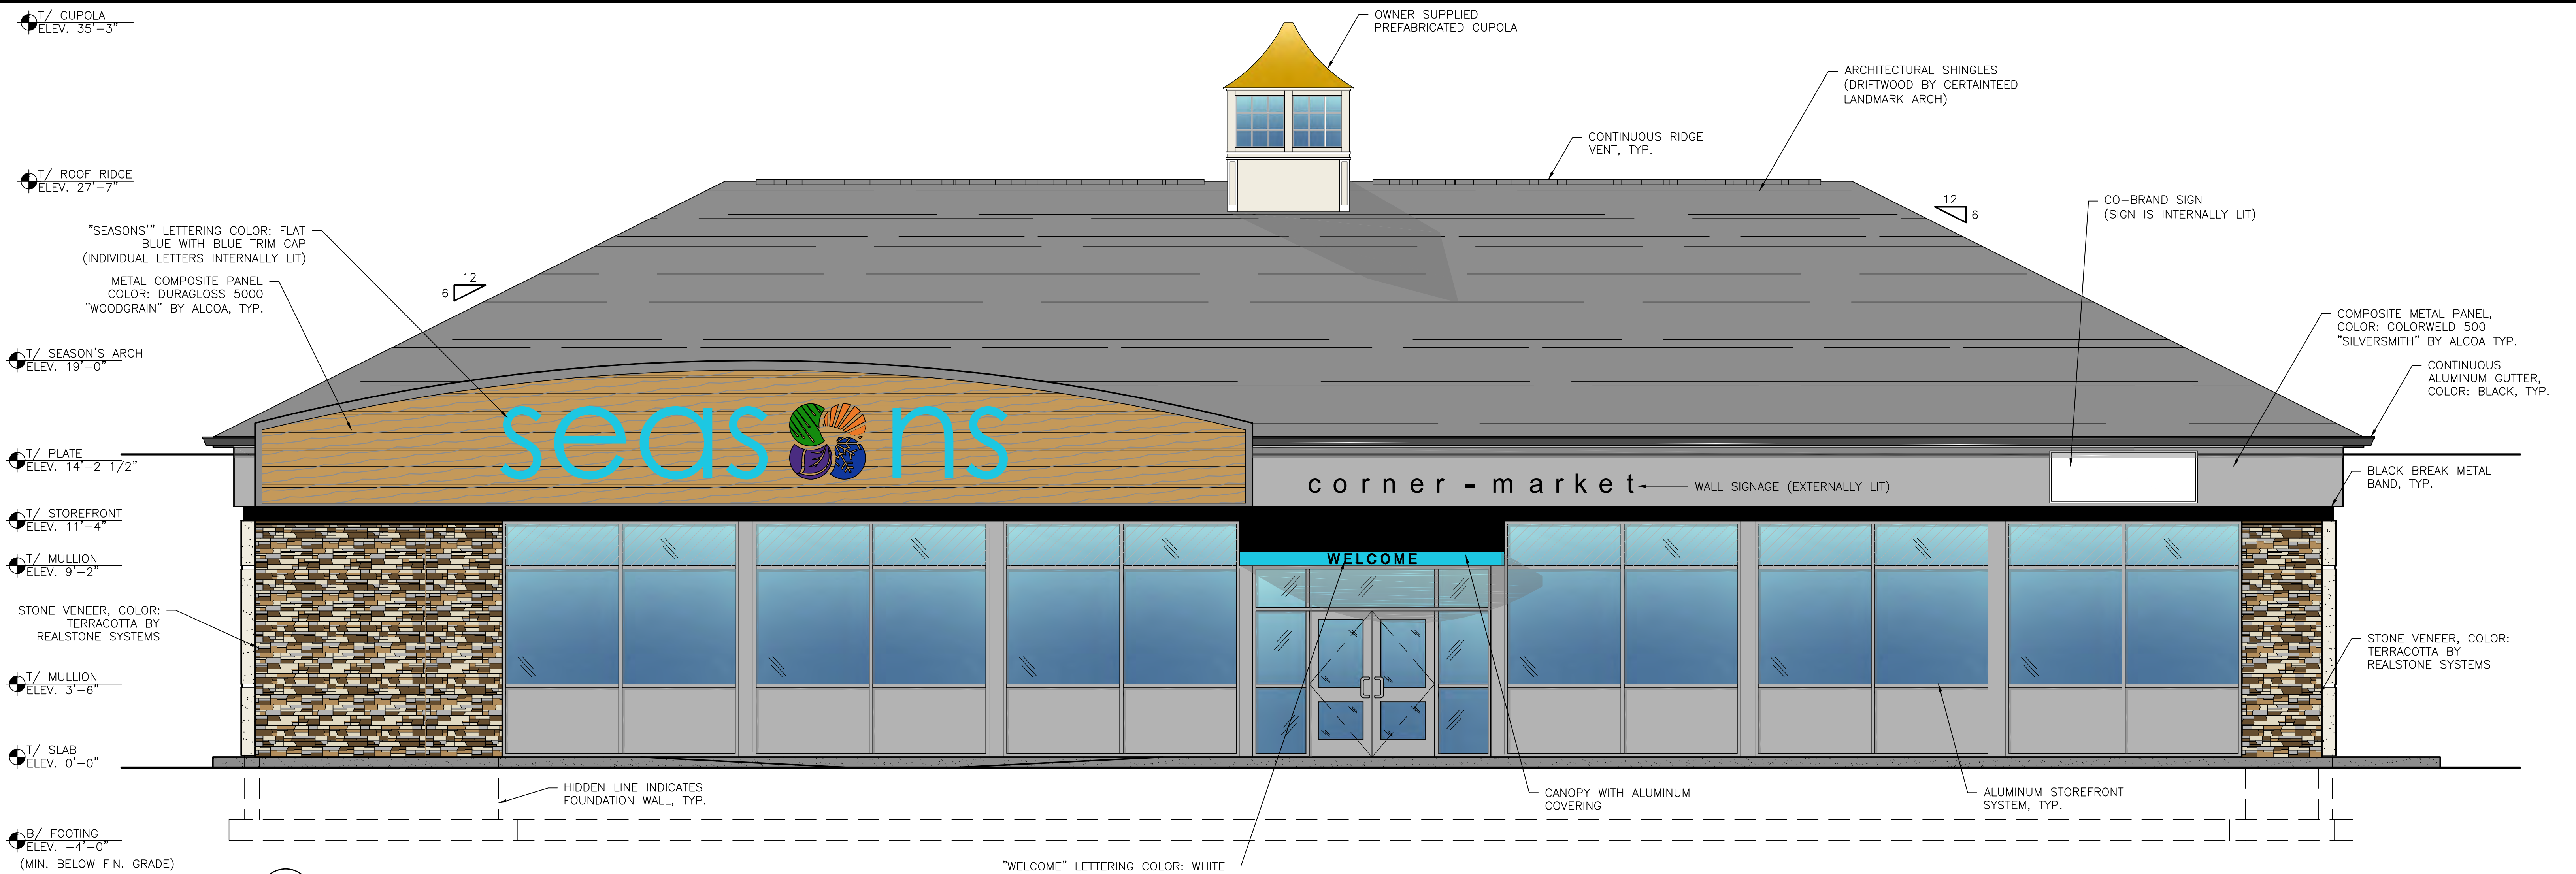 T/ CUPOLA
ELEV. 35'-3"
OWNER SUPPLIED
PREFABRICATED CUPOLA
ARCHITECTURAL SHINGLES
(DRIFTWOOD BY CERTAINTEED
LANDMARK ARCH)
CONTINUOUS RIDGE
VENT, TYP.
T/ ROOF RIDGE
ELEV. 27'-7"
12
6
CO-BRAND SIGN
(SIGN IS INTERNALLY LIT)
"SEASONS'" LETTERING COLOR: FLAT
BLUE WITH BLUE TRIM CAP
(INDIVIDUAL LETTERS INTERNALLY LIT)
METAL COMPOSITE PANEL
COLOR: DURAGLOSS 5000
"WOODGRAIN" BY ALCOA, TYP.
12
6
COMPOSITE METAL PANEL,
COLOR: COLORWELD 500
"SILVERSMITH" BY ALCOA TYP.
T/ SEASON'S ARCH
ELEV. 19'-0"
CONTINUOUS
ALUMINUM GUTTER,
COLOR: BLACK, TYP.
seasons
T/ PLATE
ELEV. 14'-2 1/2"
corner-market
WALL SIGNAGE (EXTERNALLY LIT)
BLACK BREAK METAL
BAND, TYP.
T/ STOREFRONT
ELEV. 11'-4"
T/ MULLION
ELEV. 9'-2"
WELCOME
STONE VENEER, COLOR:
TERRACOTTA BY
REALSTONE SYSTEMS
STONE VENEER, COLOR:
TERRACOTTA BY
REALSTONE SYSTEMS
T/ MULLION
ELEV. 3'-6"
T/ SLAB
ELEV. 0'-0"
HIDDEN LINE INDICATES
FOUNDATION WALL, TYP.
CANOPY WITH ALUMINUM
COVERING
ALUMINUM STOREFRONT
SYSTEM, TYP.
B/ FOOTING
ELEV. -4'-0"
(MIN. BELOW FIN. GRADE)
"WELCOME" LETTERING COLOR: WHITE